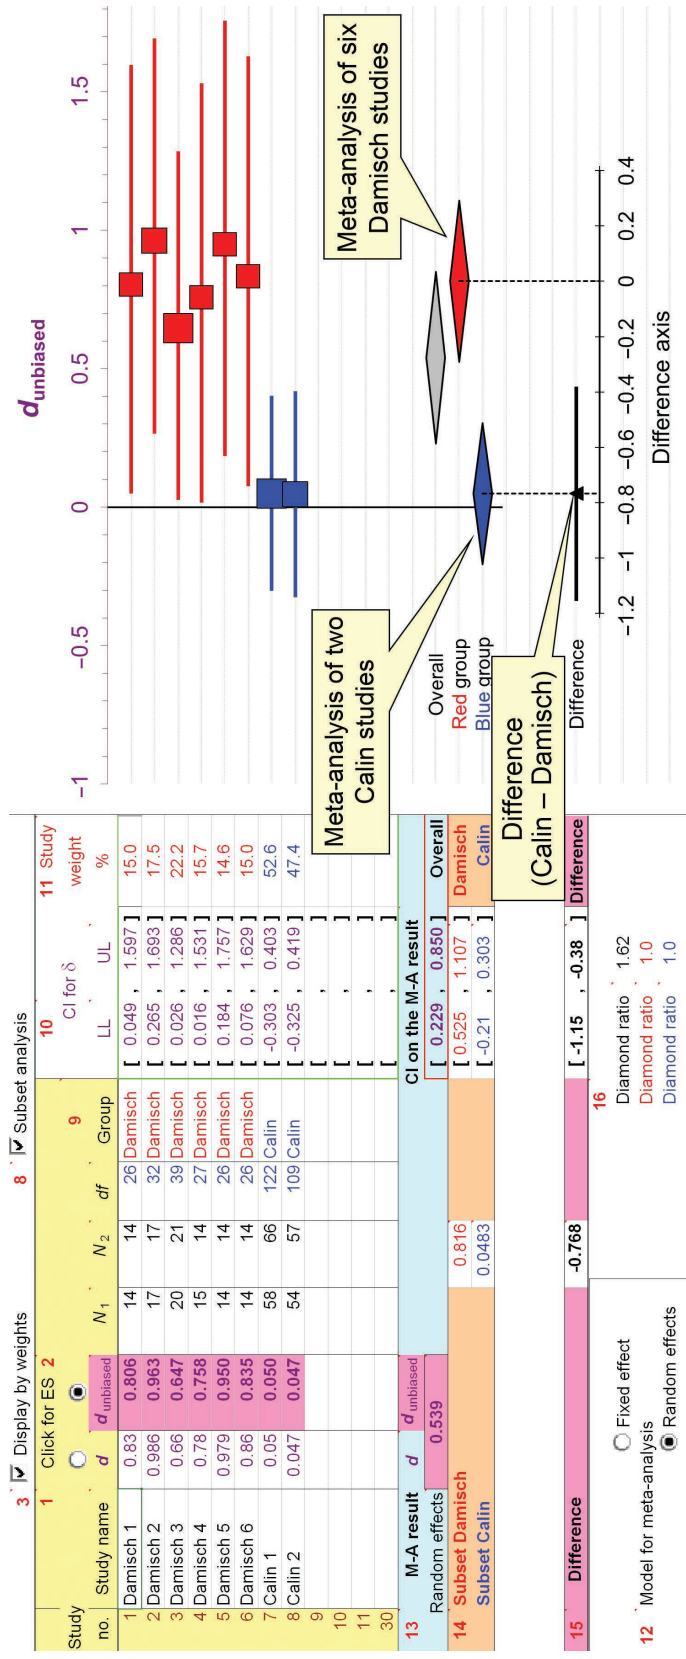 3 Display by weights 8 Subset analysis
1 Click for ES 2 9 10 11 Study
Study CI for δ weight
no. Study name d d unbiased N1 N2 df Group LL UL %
1 Damisch 1 0.83 0.806 14 14 26 Damisch [ 0.049 , 1.597 ] 15.0
2 Damisch 2 0.986 0.963 17 17 32 Damisch [ 0.265 , 1.693 ] 17.5
3 Damisch 3 0.66 0.647 20 21 39 Damisch [ 0.026 , 1.286 ] 22.2
4 Damisch 4 0.78 0.758 15 14 27 Damisch [ 0.016 , 1.531 ] 15.7
5 Damisch 5 0.979 0.950 14 14 26 Damisch [ 0.184 , 1.757 ] 14.6
6 Damisch 6 0.86 0.835 14 14 26 Damisch [ 0.076 , 1.629 ] 15.0
7 Calin 1 0.05 0.050 58 66 122 Calin [ -0.303 , 0.403 ] 52.6
8 Calin 2 0.047 0.047 54 57 109 Calin [ -0.325 , 0.419 ] 47.4
9 [ , ]
10 [ , ]
11 [ , ]
30 [ , ]
13 M-A result d d unbiased CI on the M-A result
Random effects 0.539 [ 0.229 , 0.850 ] Overall
14 Subset Damisch 0.816 [ 0.525 , 1.107 ] Damisch
Subset Calin 0.0483 [ -0.21 , 0.303 ] Calin
15 Difference -0.768 [ -1.15 , -0.38 ] Difference
16
Fixed effect Diamond ratio 1.62
12 Model for meta-analysis Diamond ratio 1.0
Random effects Diamond ratio 1.0
d unbiased
−1 −0.5 0 0.5 1 1.5
Meta-analysis of two
Calin studies
Meta-analysis of six
Damisch studies
Overall
Red group
Blue group
Difference
(Calin – Damisch)
Difference
−1.2 −1 −0.8 −0.6 −0.4 −0.2 0 0.2 0.4
Difference axis